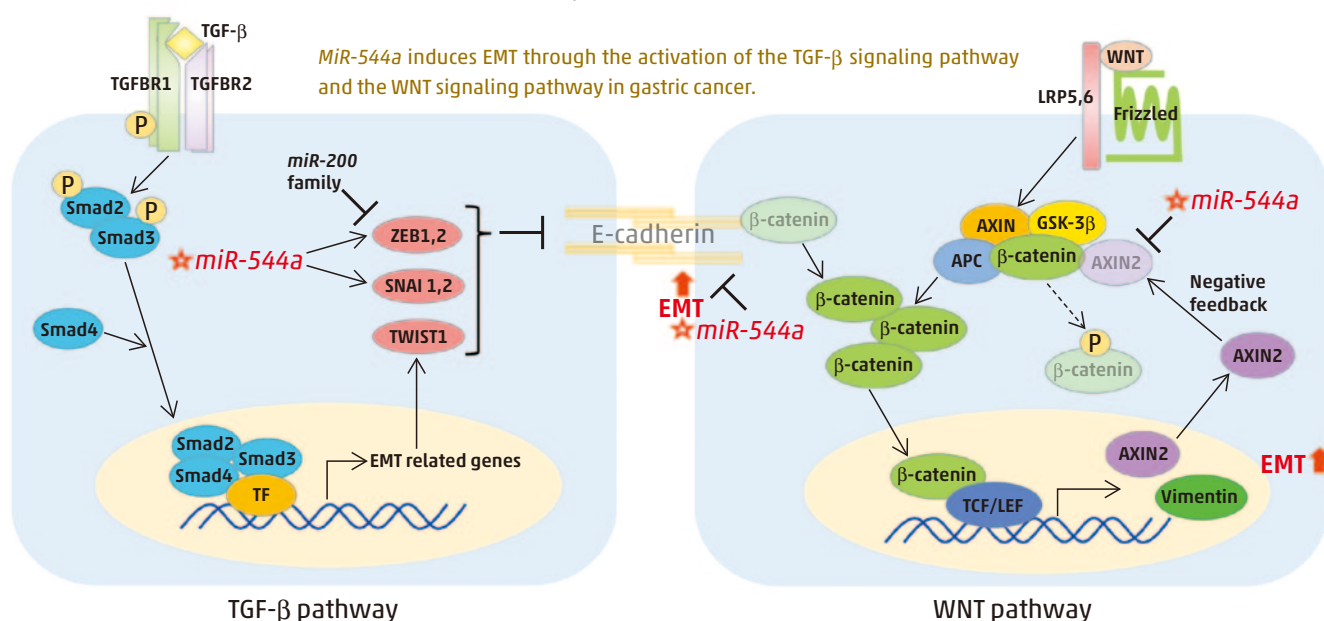 TGF-β
TGFBR1
TGFBR2
MiR-544a induces EMT through the activation of the TGF-β signaling pathway
and the WNT signaling pathway in gastric cancer.
P
P
Smad2
P
Smad3
miR-200
family
ZEB1,2
miR-544a
SNAI 1,2
Smad4
TWIST1
Smad2
Smad3
Smad4
TF
EMT related genes
TGF-β pathway
E-cadherin
EMT
miR-544a
WNT
LRP5,6
Frizzled
miR-544a
β-catenin
AXIN
GSK-3β
APC
β-catenin
AXIN2
Negative
feedback
β-catenin
β-catenin
β-catenin
P
β-catenin
AXIN2
β-catenin
TCF/LEF
AXIN2
Vimentin
EMT
WNT pathway